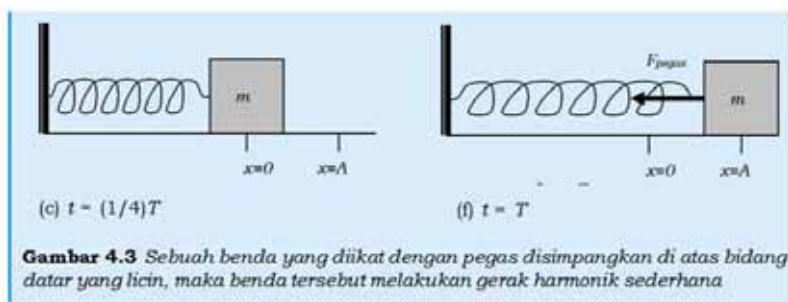 m
x=0 x=A
(c) t = (1/4)T
Fpegas
m
x=0 x=A
(f) t = T
Gambar 4.3 Sebuah benda yang diikat dengan pegas disimpangkan di atas bidang
datar yang licin, maka benda tersebut melakukan gerak harmonik sederhana